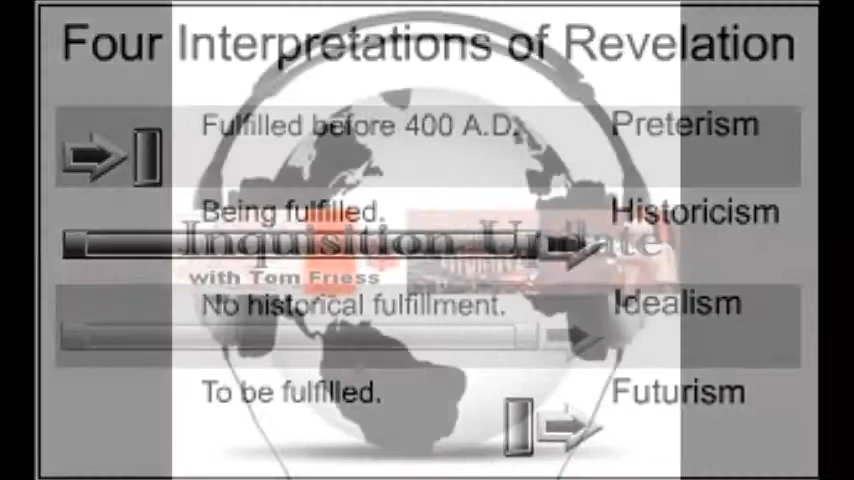 Four Interpretations of Revelation
Fulfilled before 400 A.D. Preterism
Being fulfilled. Historicism
Inquisition Update
with Tom Friess
No historical fulfillment. Idealism
To be fulfilled. Futurism